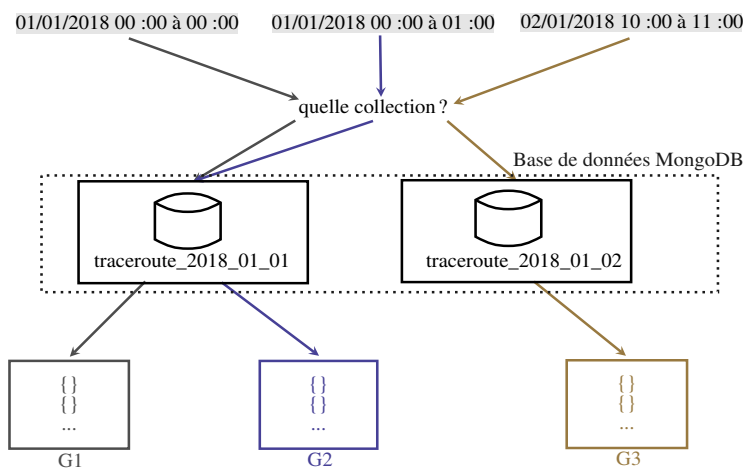 01/01/2018 00 :00 à 00 :00
01/01/2018 00 :00 à 01 :00
02/01/2018 10 :00 à 11 :00
quelle collection ?
Base de données MongoDB
traceroute_2018_01_01
traceroute_2018_01_02
{}
{}
...
G1
{}
{}
...
G2
{}
{}
...
G3